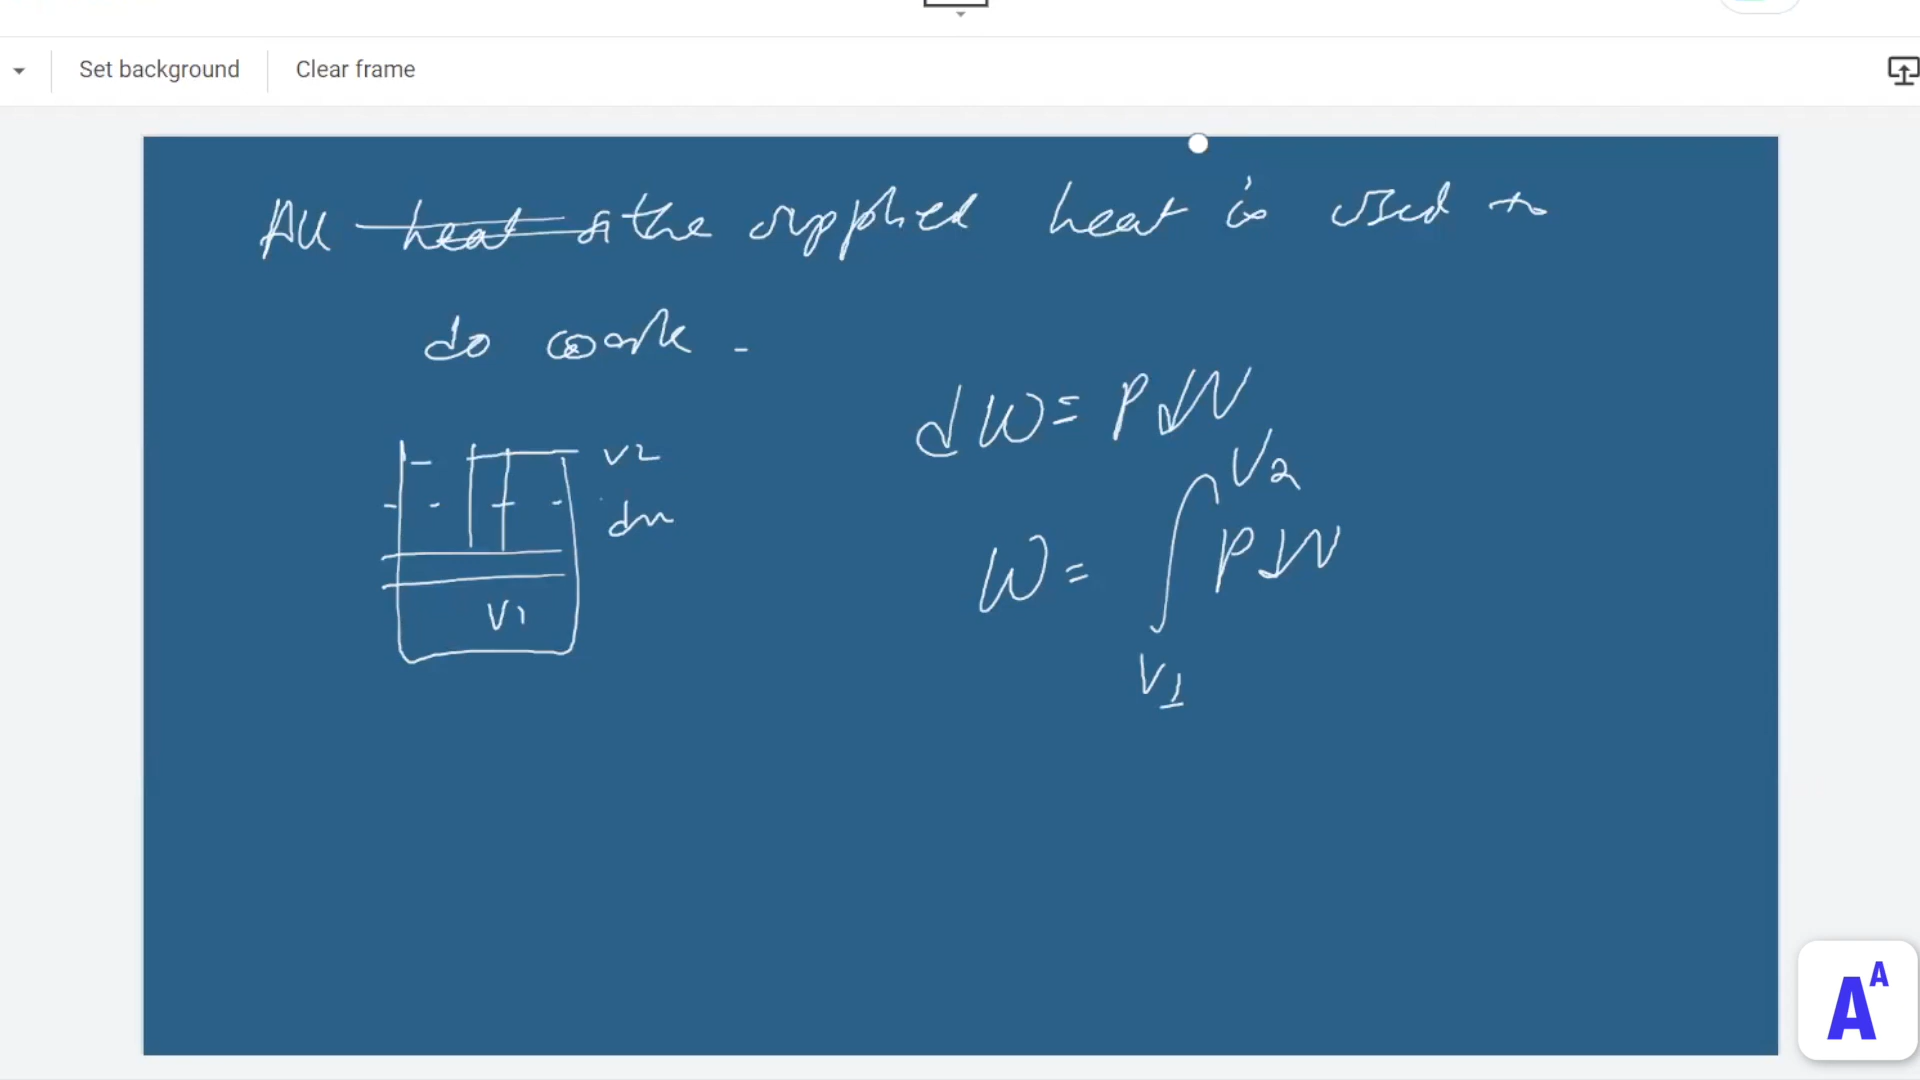 Set background Clear frame
All heat of the supplied heat is used to
do work -
dW = PdV
V2
dx
V1
W = ∫ PdV
V2
V1
A A